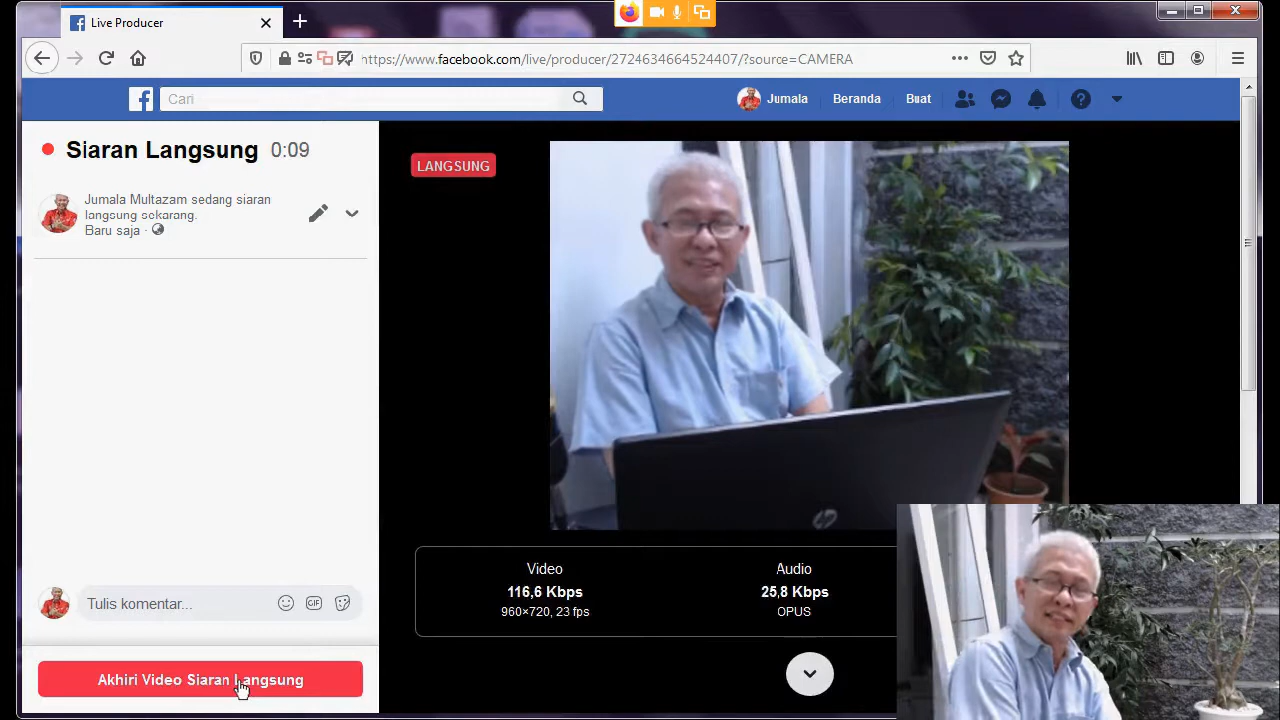 Live Producer
https://www.facebook.com/live/producer/2724634664524407/?source=CAMERA
Cari
Jumala
Beranda
Buat
Siaran Langsung 0:09
LANGSUNG
Jumala Multazam sedang siaran
langsung sekarang.
Baru saja ·
Video
116,6 Kbps
960×720, 23 fps
Audio
25,8 Kbps
OPUS
Tulis komentar...
GIF
Akhiri Video Siaran Langsung
hp